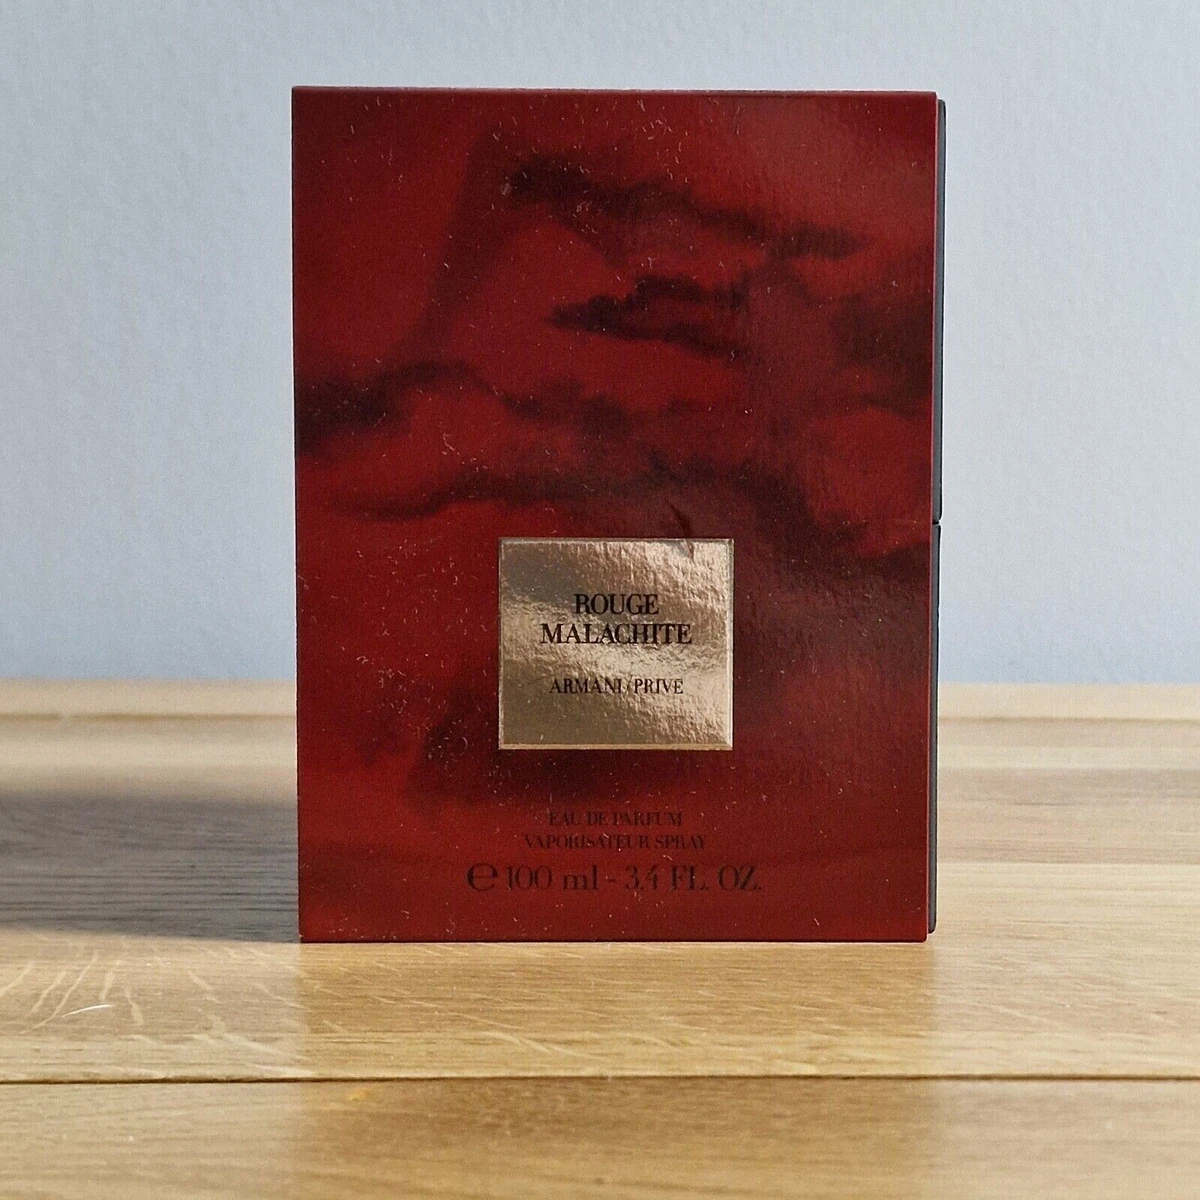 ROUGE
MALACHITE
ARMANI/PRIVE
EAU DE PARFUM
VAPORISATEUR SPRAY
℮ 100 ml - 3.4 FL. OZ.